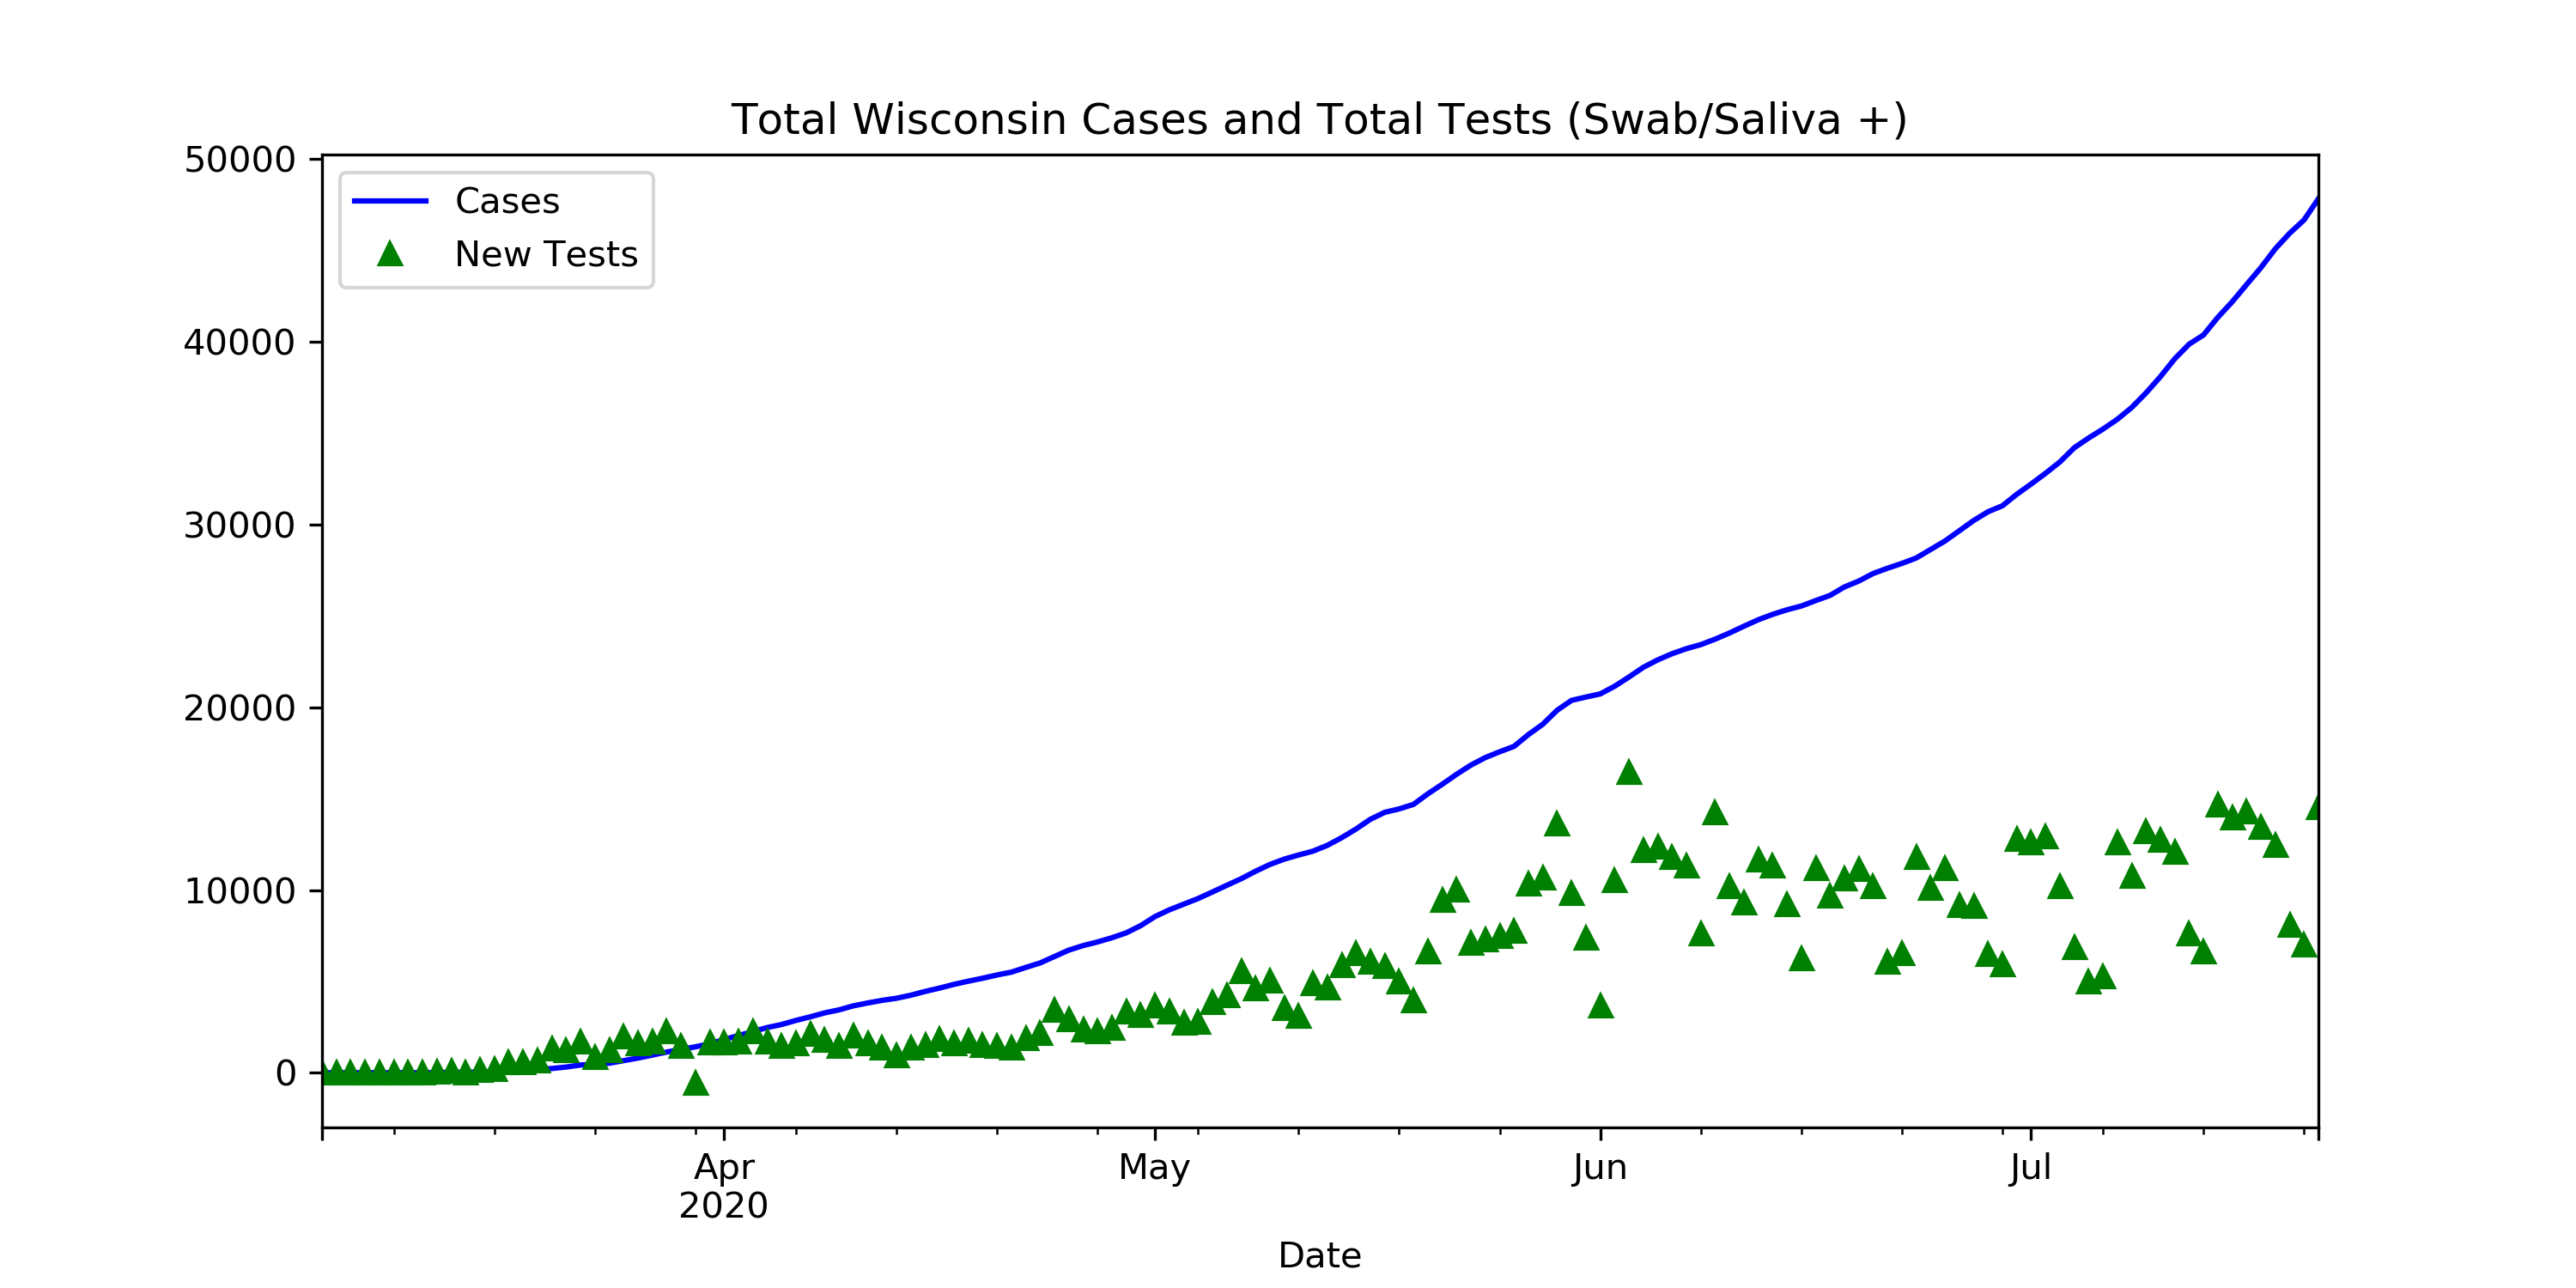 Total Wisconsin Cases and Total Tests (Swab/Saliva +)
50000
40000
30000
20000
10000
0
Cases
New Tests
Apr
2020
May
Jun
Jul
Date